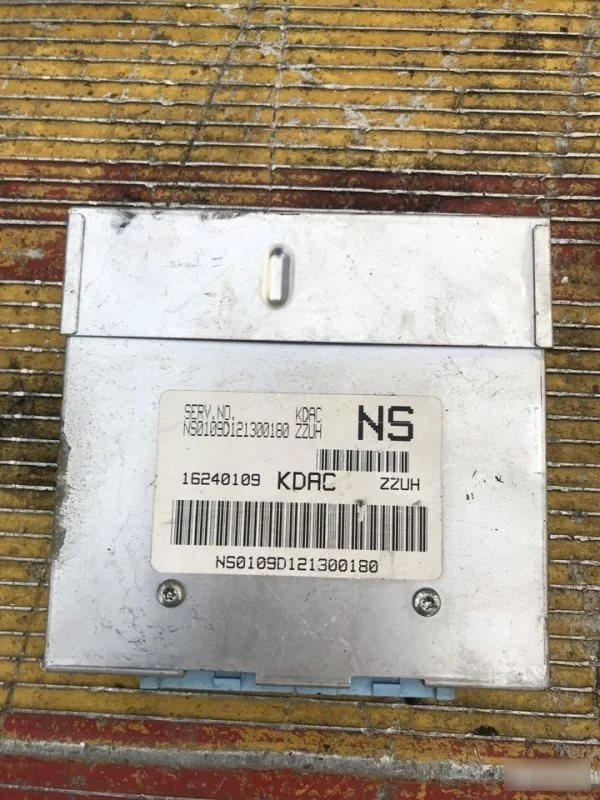 SERV.NO. KDAC
NS0109D121300180 ZZUH
NS
16240109 KDAC ZZUH
NS0109D121300180